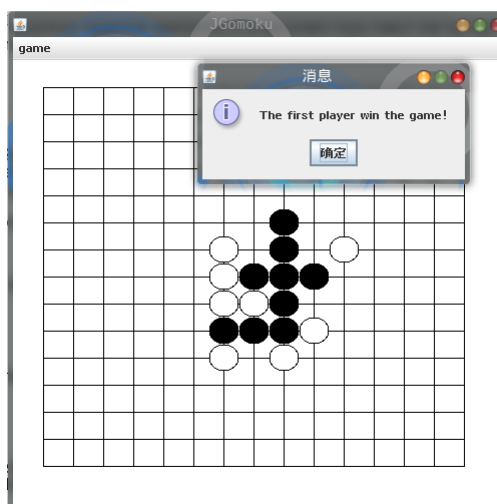 JGomoku
game
消息
The first player win the game!
确定